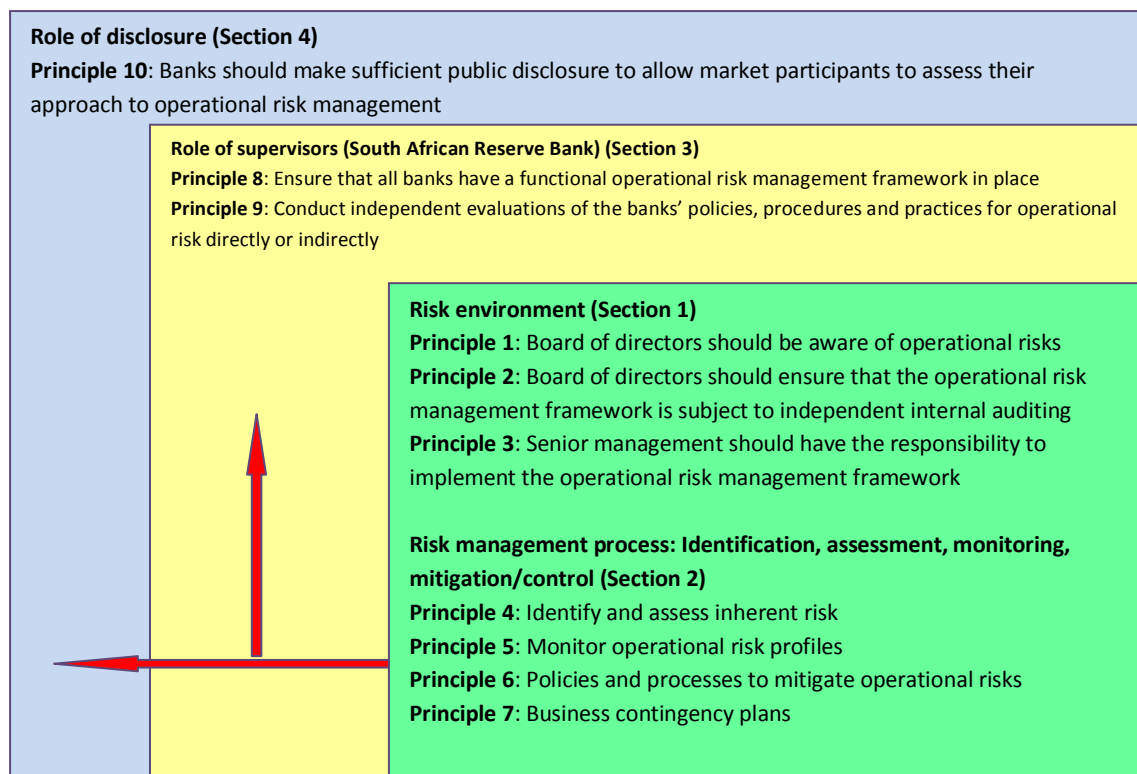 Role of disclosure (Section 4)
Principle 10: Banks should make sufficient public disclosure to allow market participants to assess their
approach to operational risk management
Role of supervisors (South African Reserve Bank) (Section 3)
Principle 8: Ensure that all banks have a functional operational risk management framework in place
Principle 9: Conduct independent evaluations of the banks’ policies, procedures and practices for operational
risk directly or indirectly
Risk environment (Section 1)
Principle 1: Board of directors should be aware of operational risks
Principle 2: Board of directors should ensure that the operational risk
management framework is subject to independent internal auditing
Principle 3: Senior management should have the responsibility to
implement the operational risk management framework
Risk management process: Identification, assessment, monitoring,
mitigation/control (Section 2)
Principle 4: Identify and assess inherent risk
Principle 5: Monitor operational risk profiles
Principle 6: Policies and processes to mitigate operational risks
Principle 7: Business contingency plans